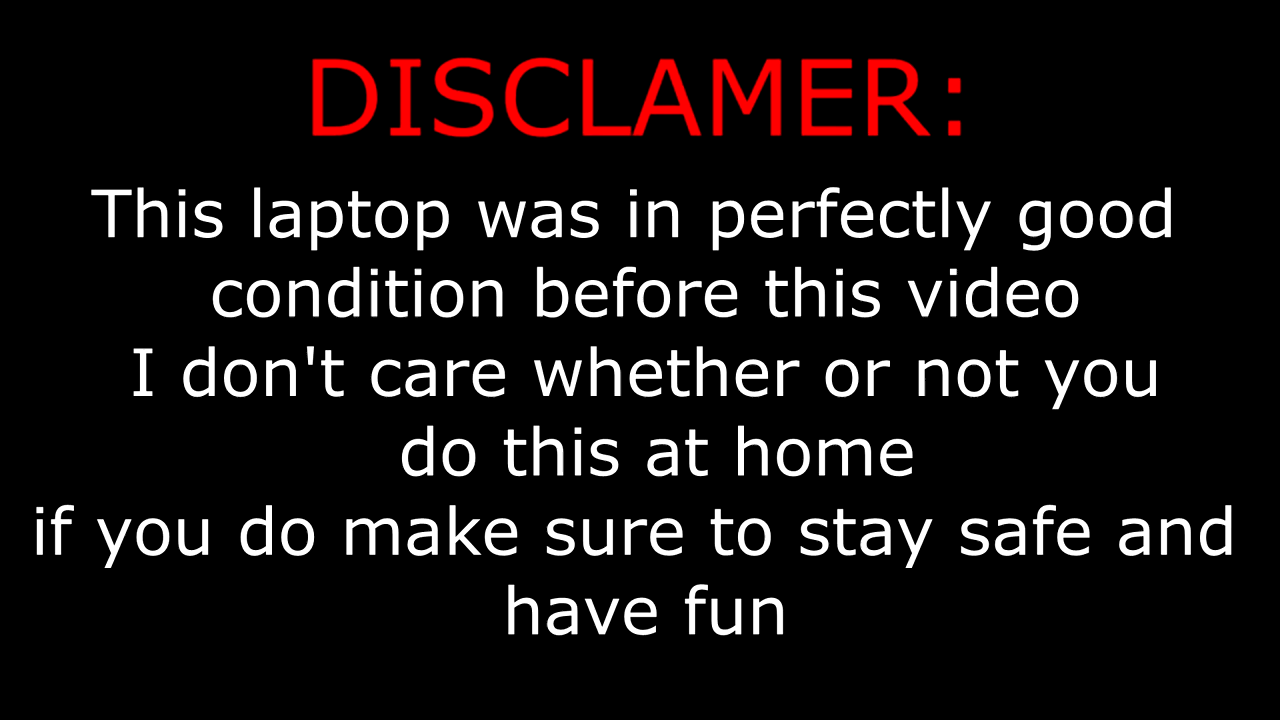 DISCLAMER:
This laptop was in perfectly good
condition before this video
I don't care whether or not you
do this at home
if you do make sure to stay safe and
have fun